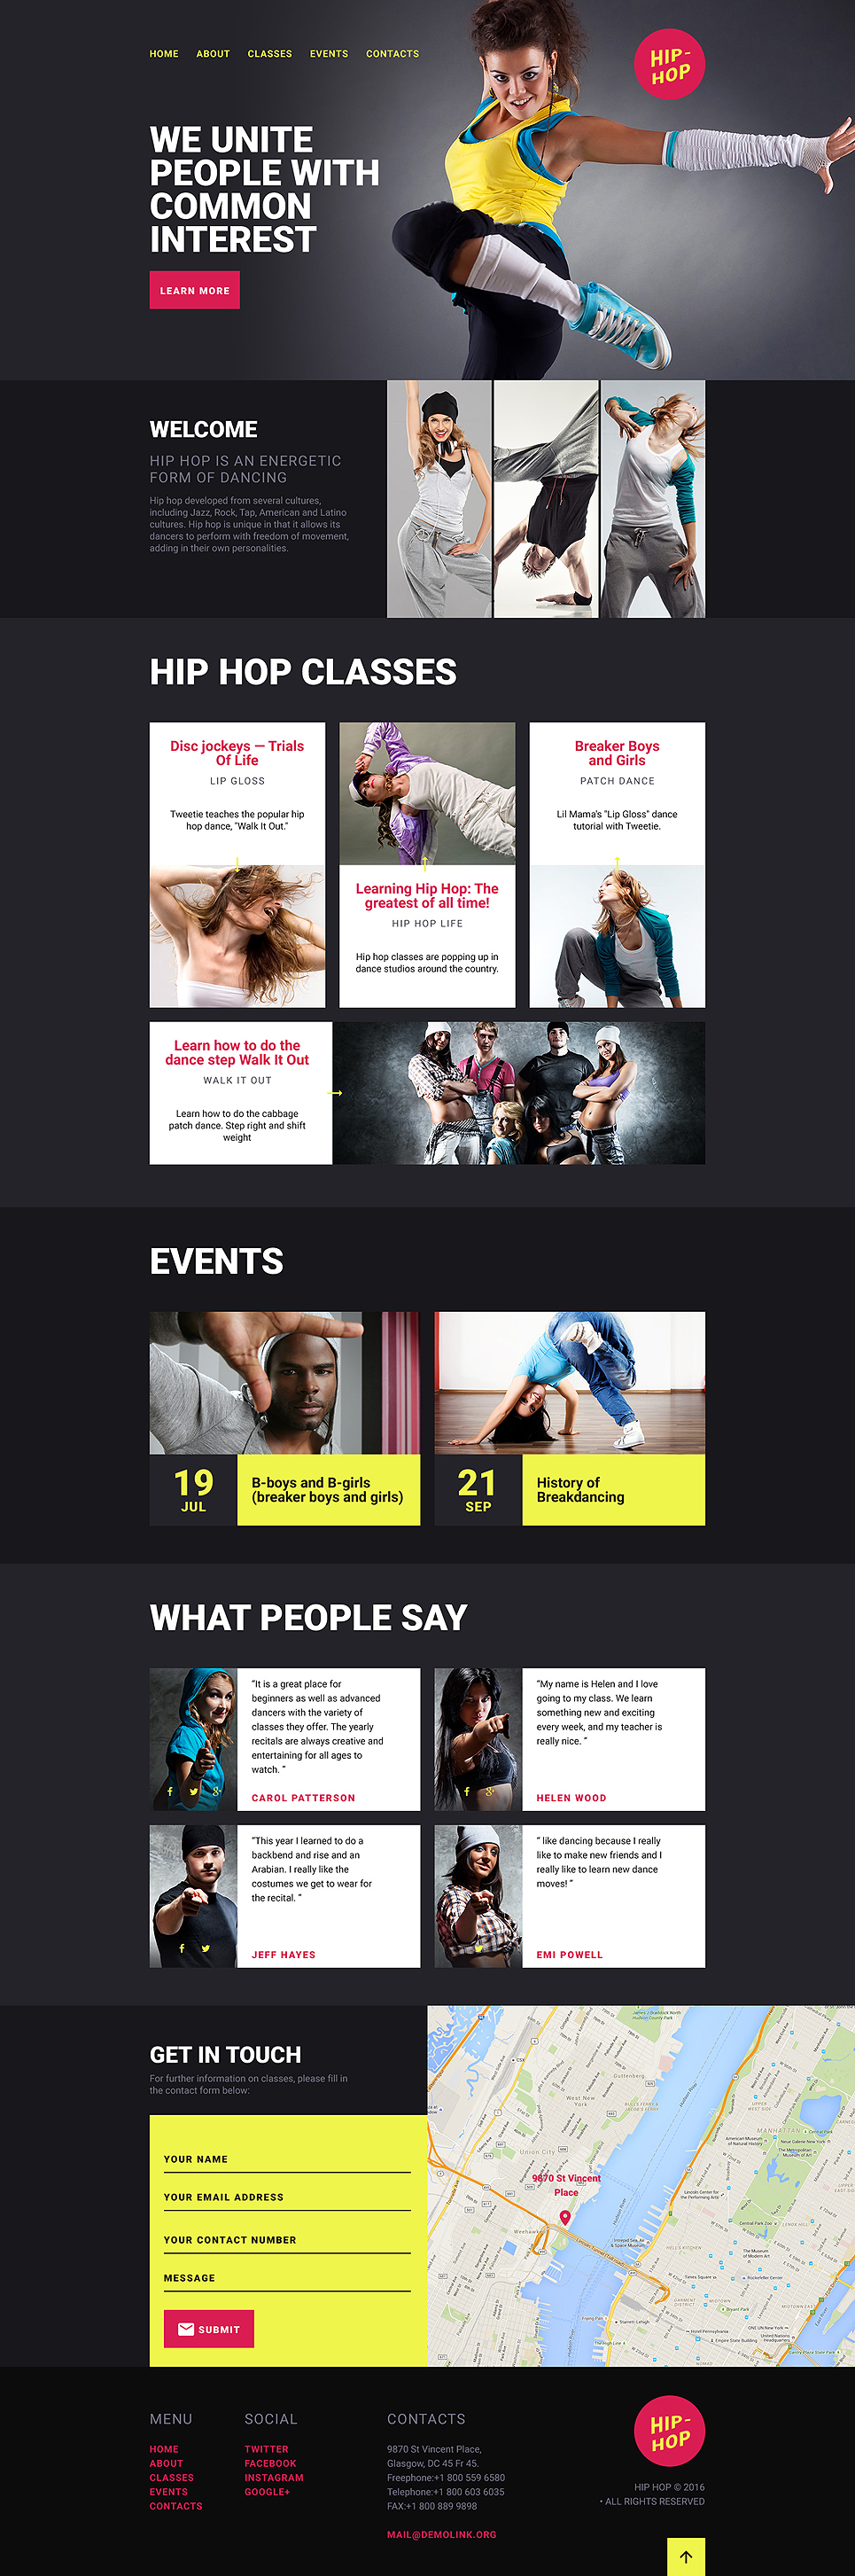 HOME ABOUT CLASSES EVENTS CONTACTS
HIP-
HOP
WE UNITE
PEOPLE WITH
COMMON
INTEREST
LEARN MORE
WELCOME
HIP HOP IS AN ENERGETIC
FORM OF DANCING
Hip hop developed from several cultures,
including Jazz, Rock, Tap, American and Latino
cultures. Hip hop is unique in that it allows its
dancers to perform with freedom of movement,
adding in their own personalities.
HIP HOP CLASSES
Disc jockeys — Trials
Of Life
LIP GLOSS
Tweetie teaches the popular hip
hop dance, "Walk It Out."
Learning Hip Hop: The
greatest of all time!
HIP HOP LIFE
Hip hop classes are popping up in
dance studios around the country.
Breaker Boys
and Girls
PATCH DANCE
Lil Mama's "Lip Gloss" dance
tutorial with Tweetie.
Learn how to do the
dance step Walk It Out
WALK IT OUT
Learn how to do the cabbage
patch dance. Step right and shift
weight
EVENTS
19
JUL
B-boys and B-girls
(breaker boys and girls)
21
SEP
History of
Breakdancing
WHAT PEOPLE SAY
“It is a great place for
beginners as well as advanced
dancers with the variety of
classes they offer. The yearly
recitals are always creative and
entertaining for all ages to
watch. ”
CAROL PATTERSON
“My name is Helen and I love
going to my class. We learn
something new and exciting
every week, and my teacher is
really nice. ”
HELEN WOOD
“This year I learned to do a
backbend and rise and an
Arabian. I really like the
costumes we get to wear for
the recital. ”
JEFF HAYES
“ like dancing because I really
like to make new friends and I
really like to learn new dance
moves! ”
EMI POWELL
GET IN TOUCH
For further information on classes, please fill in
the contact form below:
YOUR NAME
YOUR EMAIL ADDRESS
YOUR CONTACT NUMBER
MESSAGE
SUBMIT
Guttenberg
West New
York
Union City
MANHATTAN
9870 St Vincent
Place
Weehawken
MENU
HOME
ABOUT
CLASSES
EVENTS
CONTACTS
SOCIAL
TWITTER
FACEBOOK
INSTAGRAM
GOOGLE+
CONTACTS
9870 St Vincent Place,
Glasgow, DC 45 Fr 45.
Freephone:+1 800 559 6580
Telephone:+1 800 603 6035
FAX:+1 800 889 9898
MAIL@DEMOLINK.ORG
HIP-
HOP
HIP HOP © 2016
• ALL RIGHTS RESERVED